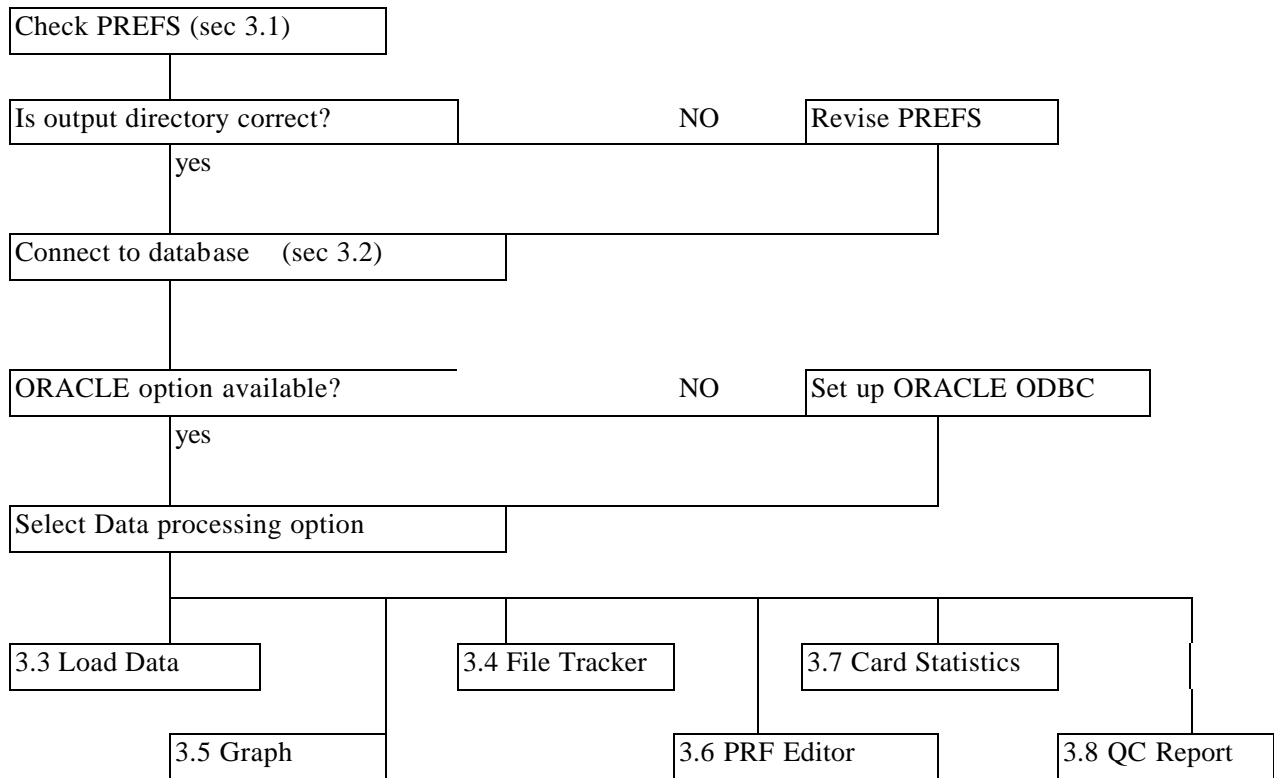 Check PREFS (sec 3.1)
Is output directory correct? NO Revise PREFS
yes
Connect to database (sec 3.2)
ORACLE option available? NO Set up ORACLE ODBC
yes
Select Data processing option
3.3 Load Data 3.4 File Tracker 3.7 Card Statistics
3.5 Graph 3.6 PRF Editor 3.8 QC Report